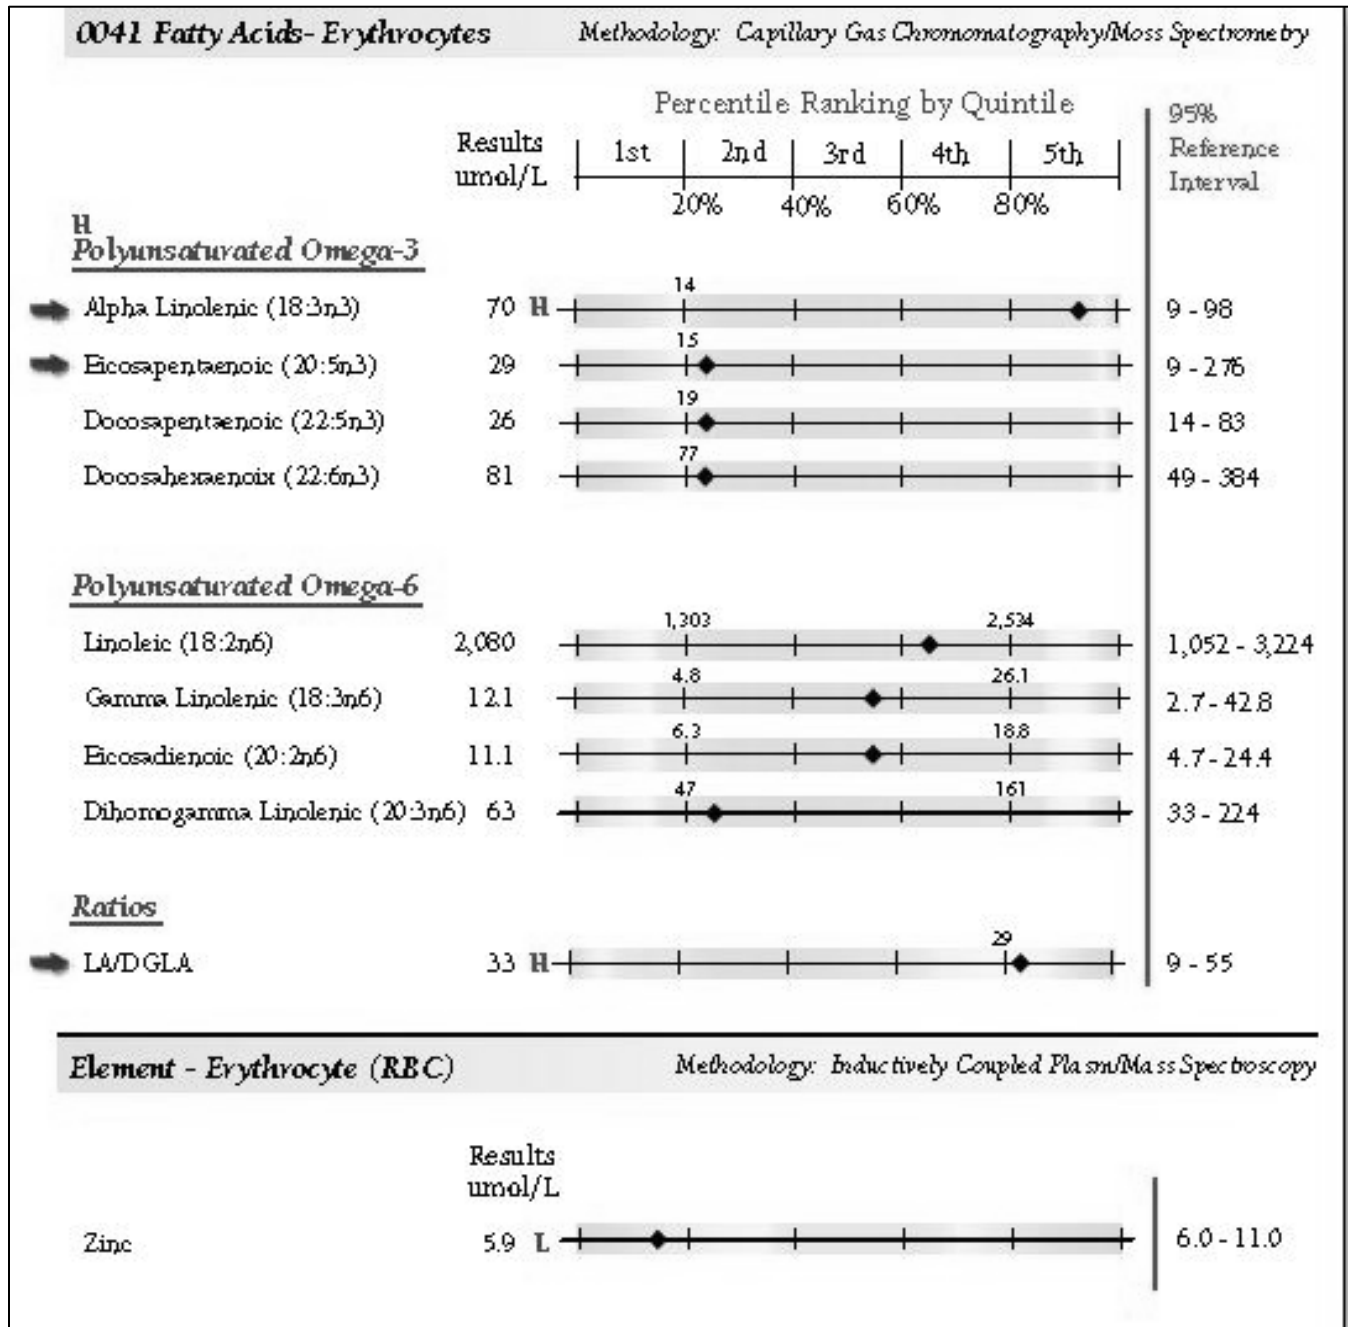 0041 Fatty Acids- Erythrocytes Methodology: Capillary Gas Chromomatography/Moss Spectrometry
Percentile Ranking by Quintile
95%
Reference
Interval
Results
umol/L
1st 2nd 3rd 4th 5th
20% 40% 60% 80%
H
Polyunsaturated Omega-3
14
Alpha Linolenic (18:3n3) 70 H 9 - 98
15
Eicosapentaenoic (20:5n3) 29 9 - 276
19
Docosapentaenoic (22:5n3) 26 14 - 83
77
Docosahexaenoix (22:6n3) 81 49 - 384
Polyunsaturated Omega-6
1,303 2,534
Linoleic (18:2n6) 2,080 1,052 - 3,224
4.8 26.1
Gamma Linolenic (18:3n6) 12.1 2.7 - 42.8
6.3 18.8
Eicosadienoic (20:2n6) 11.1 4.7 - 24.4
47 161
Dihomogamma Linolenic (20:3n6) 63 33 - 224
Ratios
29
LA/DGLA 33 H 9 - 55
Element - Erythrocyte (RBC) Methodology: Inductively Coupled Plasm/Mass Spectroscopy
Results
umol/L
Zinc 5.9 L 6.0 - 11.0